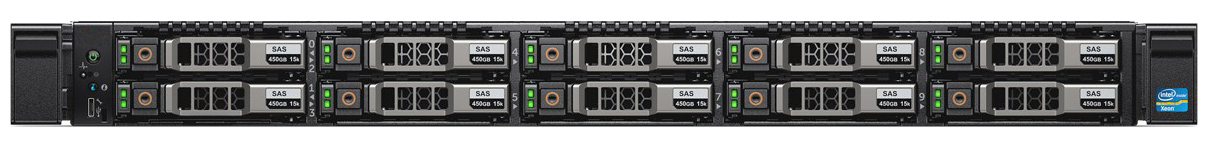 SAS SAS SAS SAS SAS
450GB 15k 450GB 15k 450GB 15k 450GB 15k 450GB 15k
0 4 6 8
2
SAS SAS SAS SAS SAS
450GB 15k 450GB 15k 450GB 15k 450GB 15k 450GB 15k
1 5 7 9
3
intel inside
Xeon